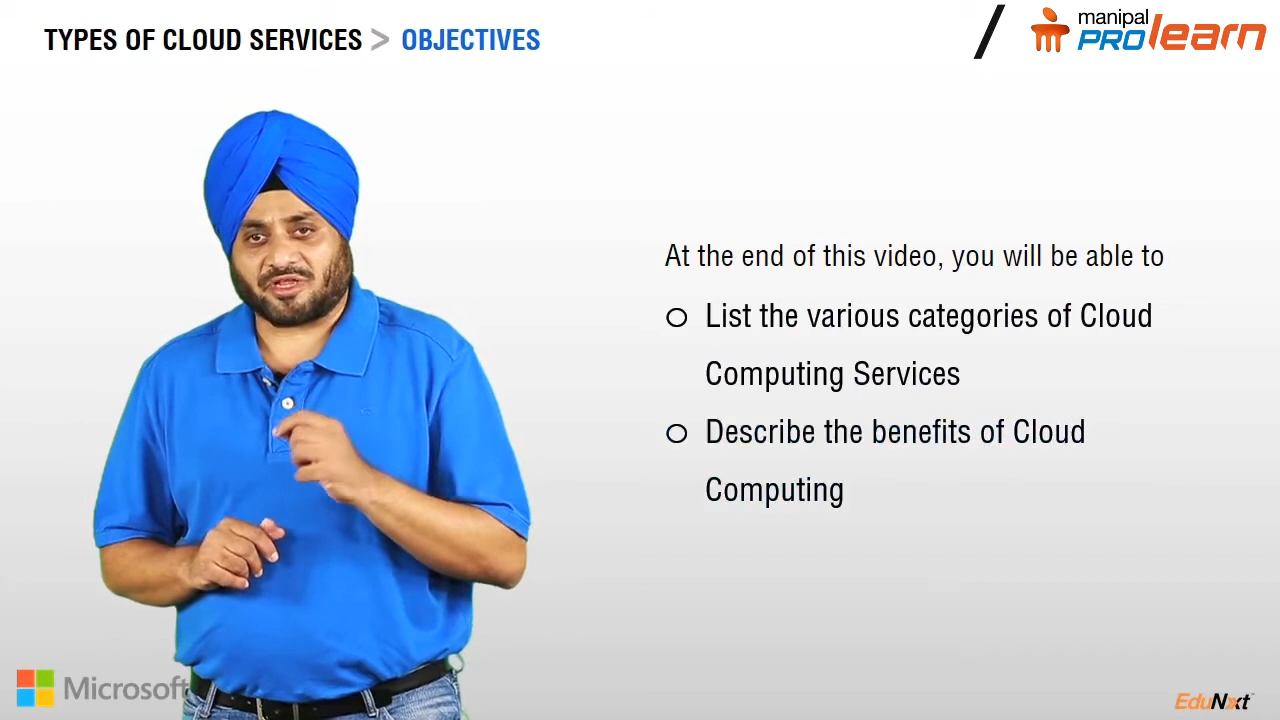 TYPES OF CLOUD SERVICES > OBJECTIVES
manipal
PROlearn
At the end of this video, you will be able to
List the various categories of Cloud
Computing Services
Describe the benefits of Cloud
Computing
Microsoft
EduNxt